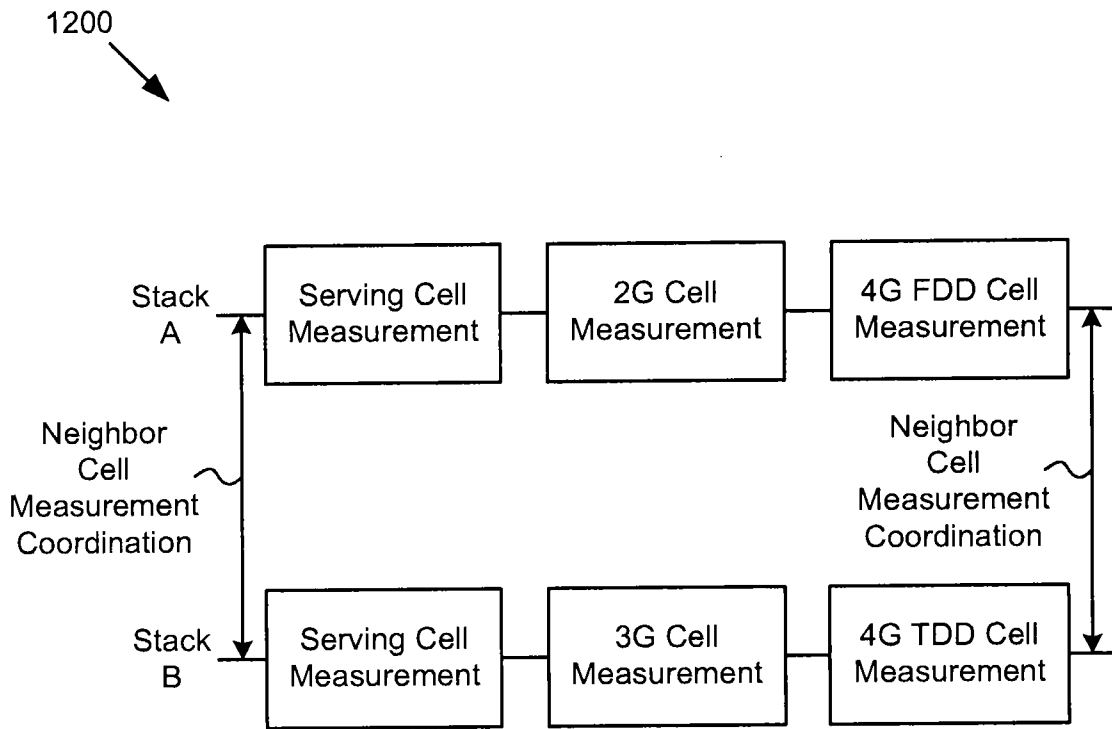 1200
Stack
A
Serving Cell
Measurement
2G Cell
Measurement
4G FDD Cell
Measurement
Neighbor
Cell
Measurement
Coordination
Neighbor
Cell
Measurement
Coordination
Stack
B
Serving Cell
Measurement
3G Cell
Measurement
4G TDD Cell
Measurement